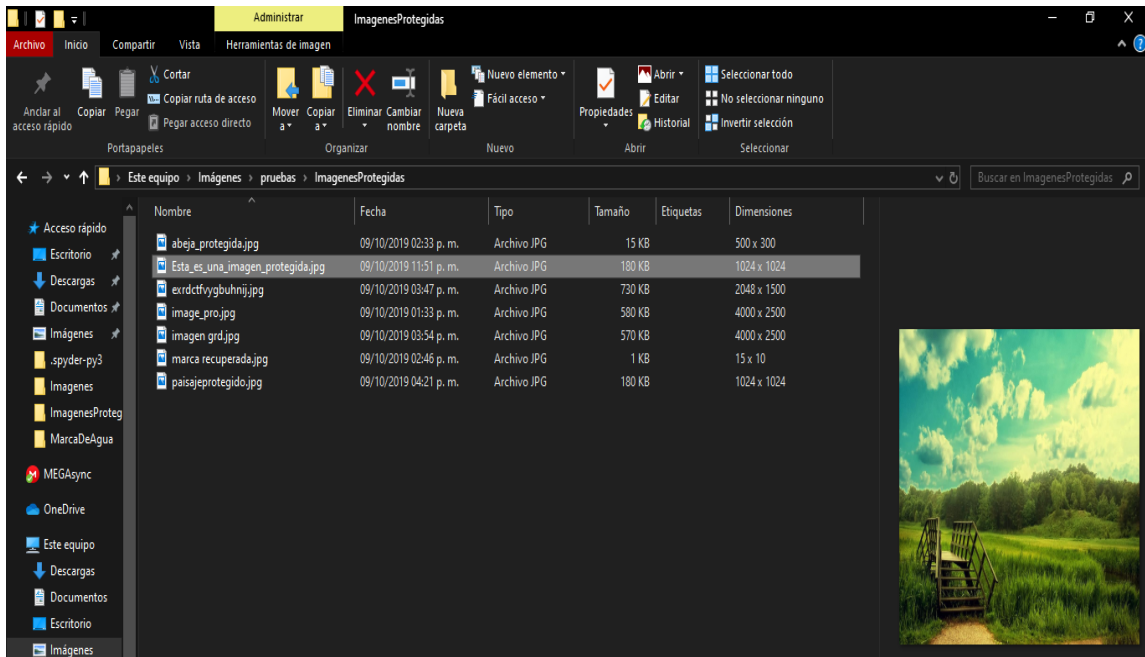 Administrar ImagenesProtegidas
Archivo Inicio Compartir Vista Herramientas de imagen
Anclar al acceso rápido
Copiar
Pegar
Cortar
Copiar ruta de acceso
Pegar acceso directo
Mover a
Copiar a
Eliminar
Cambiar nombre
Nueva carpeta
Nuevo elemento
Fácil acceso
Propiedades
Abrir
Editar
Historial
Seleccionar todo
No seleccionar ninguno
Invertir selección
Portapapeles Organizar Nuevo Abrir Seleccionar
Este equipo > Imágenes > pruebas > ImagenesProtegidas Buscar en ImagenesProtegidas
Acceso rápido
Escritorio
Descargas
Documentos
Imágenes
.spyder-py3
Imagenes
ImagenesProteg
MarcaDeAgua
MEGAsync
OneDrive
Este equipo
Descargas
Documentos
Escritorio
Imágenes
Nombre Fecha Tipo Tamaño Etiquetas Dimensiones
abeja_protegida.jpg 09/10/2019 02:33 p. m. Archivo JPG 15 KB 500 x 300
Esta_es_una_imagen_protegida.jpg 09/10/2019 11:51 p. m. Archivo JPG 180 KB 1024 x 1024
exrdctfvygbuhnij.jpg 09/10/2019 03:47 p. m. Archivo JPG 730 KB 2048 x 1500
image_pro.jpg 09/10/2019 01:33 p. m. Archivo JPG 580 KB 4000 x 2500
imagen grd.jpg 09/10/2019 03:54 p. m. Archivo JPG 570 KB 4000 x 2500
marca recuperada.jpg 09/10/2019 02:46 p. m. Archivo JPG 1 KB 15 x 10
paisajeprotegido.jpg 09/10/2019 04:21 p. m. Archivo JPG 180 KB 1024 x 1024